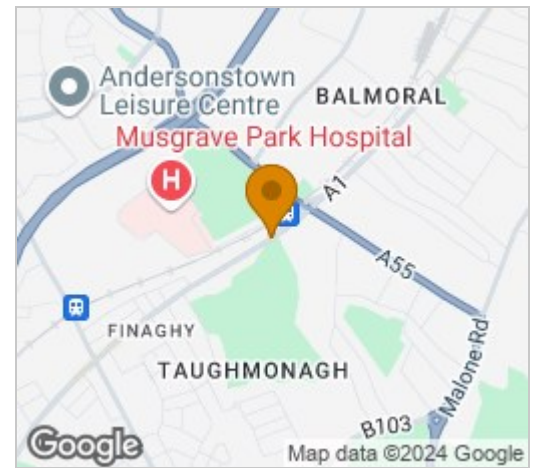 Andersonstown
Leisure Centre
BALMORAL
Musgrave Park Hospital
H
A1
A55
FINAGHY
TAUGHMONAGH
Malone Rd
B103
Google
Map data ©2024 Google